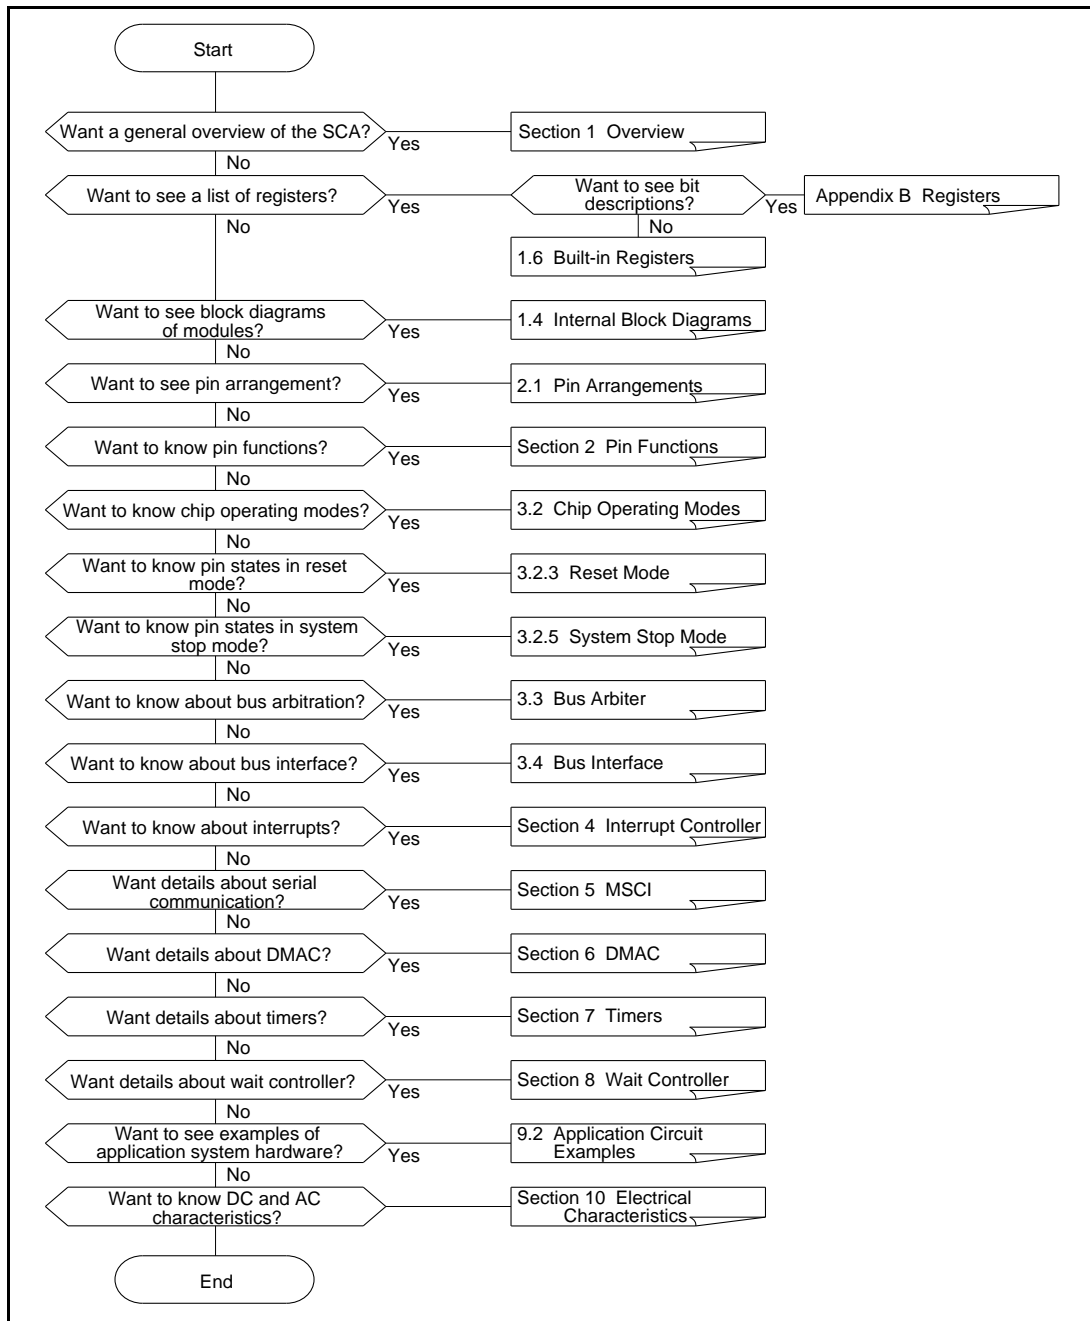 Start
Want a general overview of the SCA?
Yes
Section 1  Overview
No
Want to see a list of registers?
Yes
Want to see bit
descriptions?
Yes
Appendix B  Registers
No
No
1.6  Built-in Registers
Want to see block diagrams
of modules?
Yes
1.4  Internal Block Diagrams
No
Want to see pin arrangement?
Yes
2.1  Pin Arrangements
No
Want to know pin functions?
Yes
Section 2  Pin Functions
No
Want to know chip operating modes?
Yes
3.2  Chip Operating Modes
No
Want to know pin states in reset
mode?
Yes
3.2.3  Reset Mode
No
Want to know pin states in system
stop mode?
Yes
3.2.5  System Stop Mode
No
Want to know about bus arbitration?
Yes
3.3  Bus Arbiter
No
Want to know about bus interface?
Yes
3.4  Bus Interface
No
Want to know about interrupts?
Yes
Section 4  Interrupt Controller
No
Want details about serial
communication?
Yes
Section 5  MSCI
No
Want details about DMAC?
Yes
Section 6  DMAC
No
Want details about timers?
Yes
Section 7  Timers
No
Want details about wait controller?
Yes
Section 8  Wait Controller
No
Want to see examples of
application system hardware?
Yes
9.2  Application Circuit
Examples
No
Want to know DC and AC
characteristics?
Section 10  Electrical
Characteristics
End